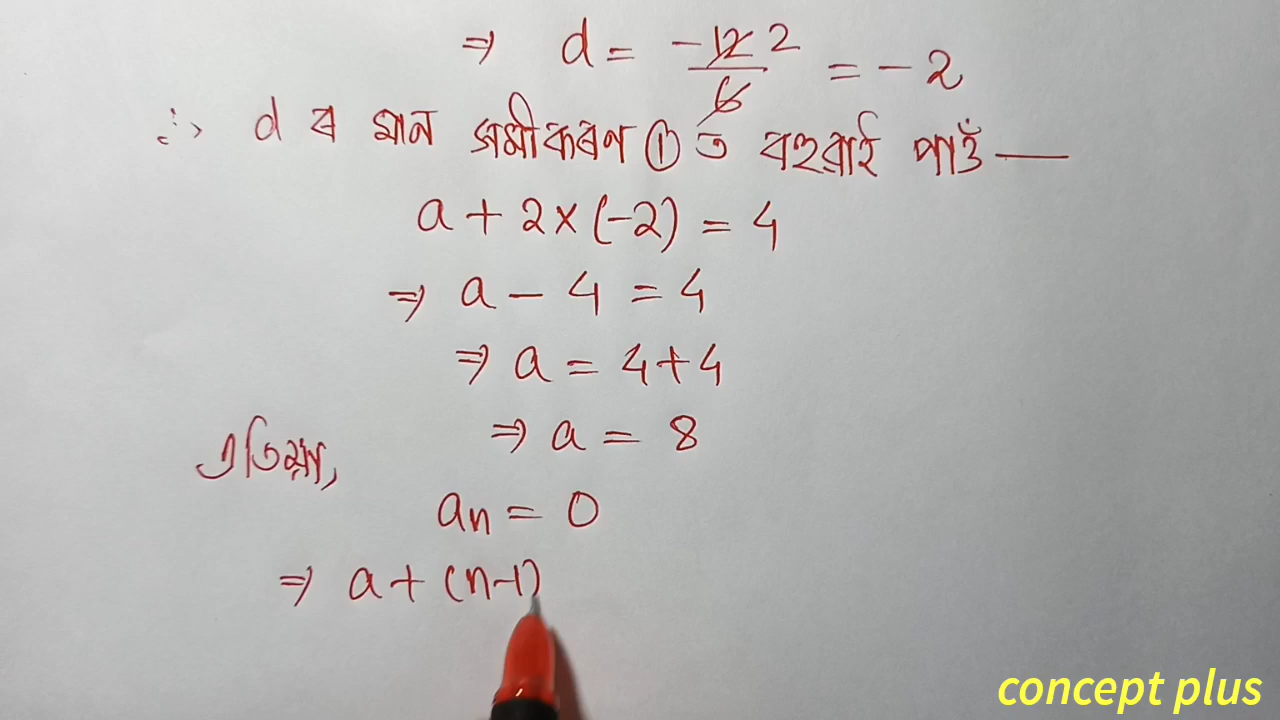 ⇒ d = -12/6 2 = -2
∴ d ৰ মান সমীকৰণ ① ত বহুৱাই পাওঁ —
a + 2 × (-2) = 4
⇒ a - 4 = 4
⇒ a = 4+4
⇒ a = 8
এতিয়া,
an = 0
⇒ a + (n-1)
concept plus